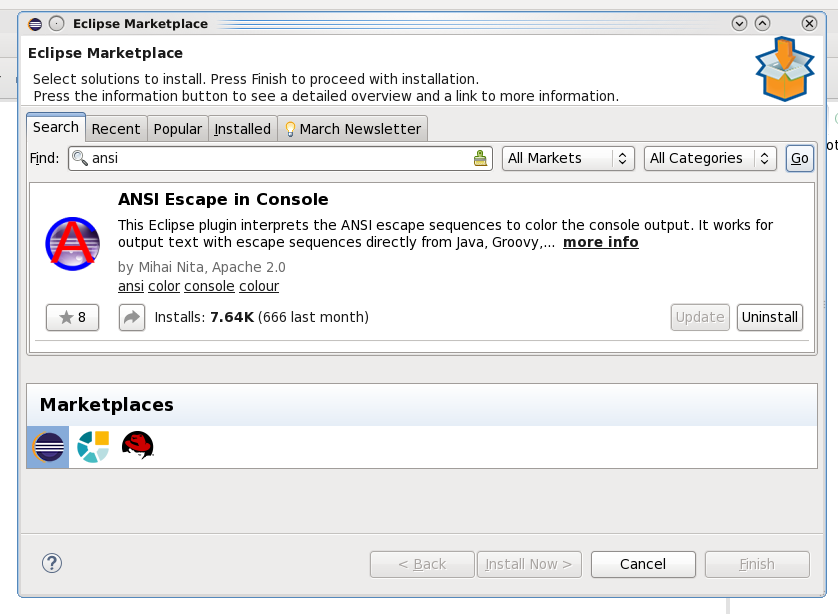 Eclipse Marketplace
Eclipse Marketplace
Select solutions to install. Press Finish to proceed with installation.
Press the information button to see a detailed overview and a link to more information.
Search Recent Popular Installed March Newsletter
Find: ansi All Markets All Categories Go
ANSI Escape in Console
This Eclipse plugin interprets the ANSI escape sequences to color the console output. It works for
output text with escape sequences directly from Java, Groovy,... more info
by Mihai Nita, Apache 2.0
ansi color console colour
8 Installs: 7.64K (666 last month) Update Uninstall
Marketplaces
? < Back Install Now > Cancel Finish